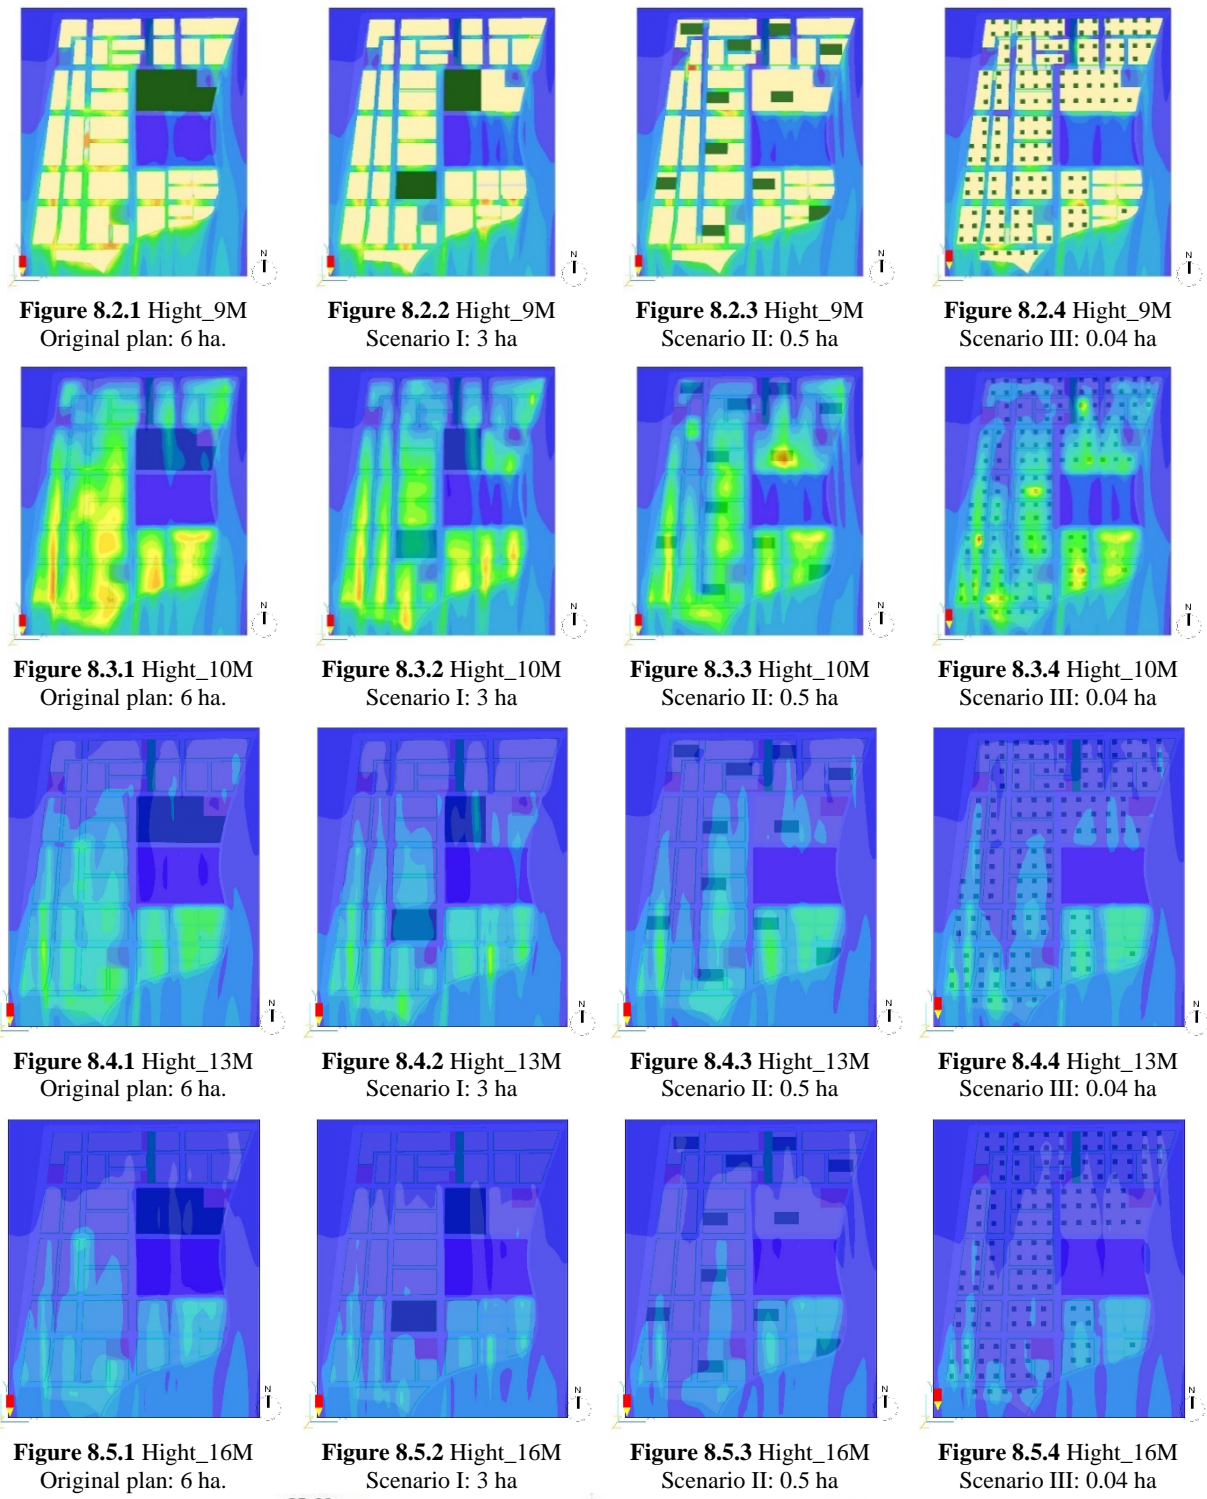 N N N N
Figure 8.2.1 Hight_9M Figure 8.2.2 Hight_9M Figure 8.2.3 Hight_9M Figure 8.2.4 Hight_9M
Original plan: 6 ha. Scenario I: 3 ha Scenario II: 0.5 ha Scenario III: 0.04 ha
N N N N
Figure 8.3.1 Hight_10M Figure 8.3.2 Hight_10M Figure 8.3.3 Hight_10M Figure 8.3.4 Hight_10M
Original plan: 6 ha. Scenario I: 3 ha Scenario II: 0.5 ha Scenario III: 0.04 ha
N N N N
Figure 8.4.1 Hight_13M Figure 8.4.2 Hight_13M Figure 8.4.3 Hight_13M Figure 8.4.4 Hight_13M
Original plan: 6 ha. Scenario I: 3 ha Scenario II: 0.5 ha Scenario III: 0.04 ha
N N N N
Figure 8.5.1 Hight_16M Figure 8.5.2 Hight_16M Figure 8.5.3 Hight_16M Figure 8.5.4 Hight_16M
Original plan: 6 ha. Scenario I: 3 ha Scenario II: 0.5 ha Scenario III: 0.04 ha